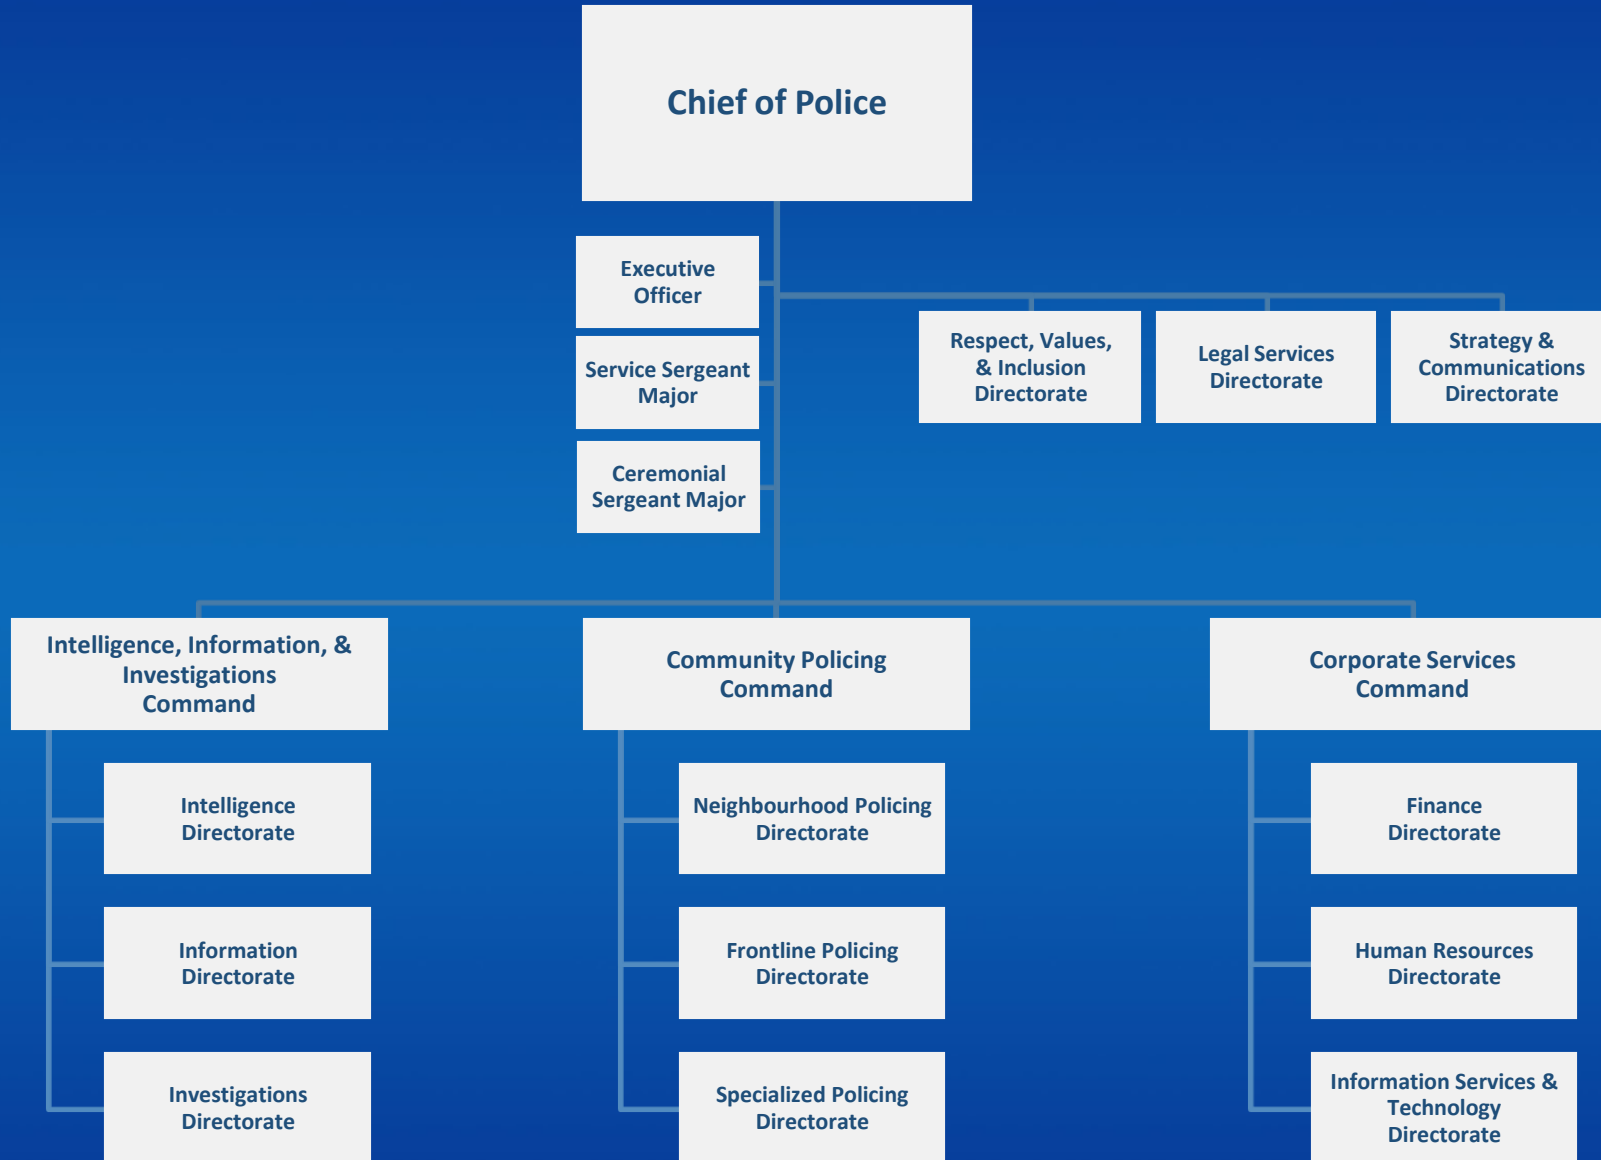 Chief of Police
Executive
Officer
Service Sergeant
Major
Ceremonial
Sergeant Major
Respect, Values,
& Inclusion
Directorate
Legal Services
Directorate
Strategy &
Communications
Directorate
Intelligence, Information, &
Investigations
Command
Intelligence
Directorate
Information
Directorate
Investigations
Directorate
Community Policing
Command
Neighbourhood Policing
Directorate
Frontline Policing
Directorate
Specialized Policing
Directorate
Corporate Services
Command
Finance
Directorate
Human Resources
Directorate
Information Services &
Technology
Directorate